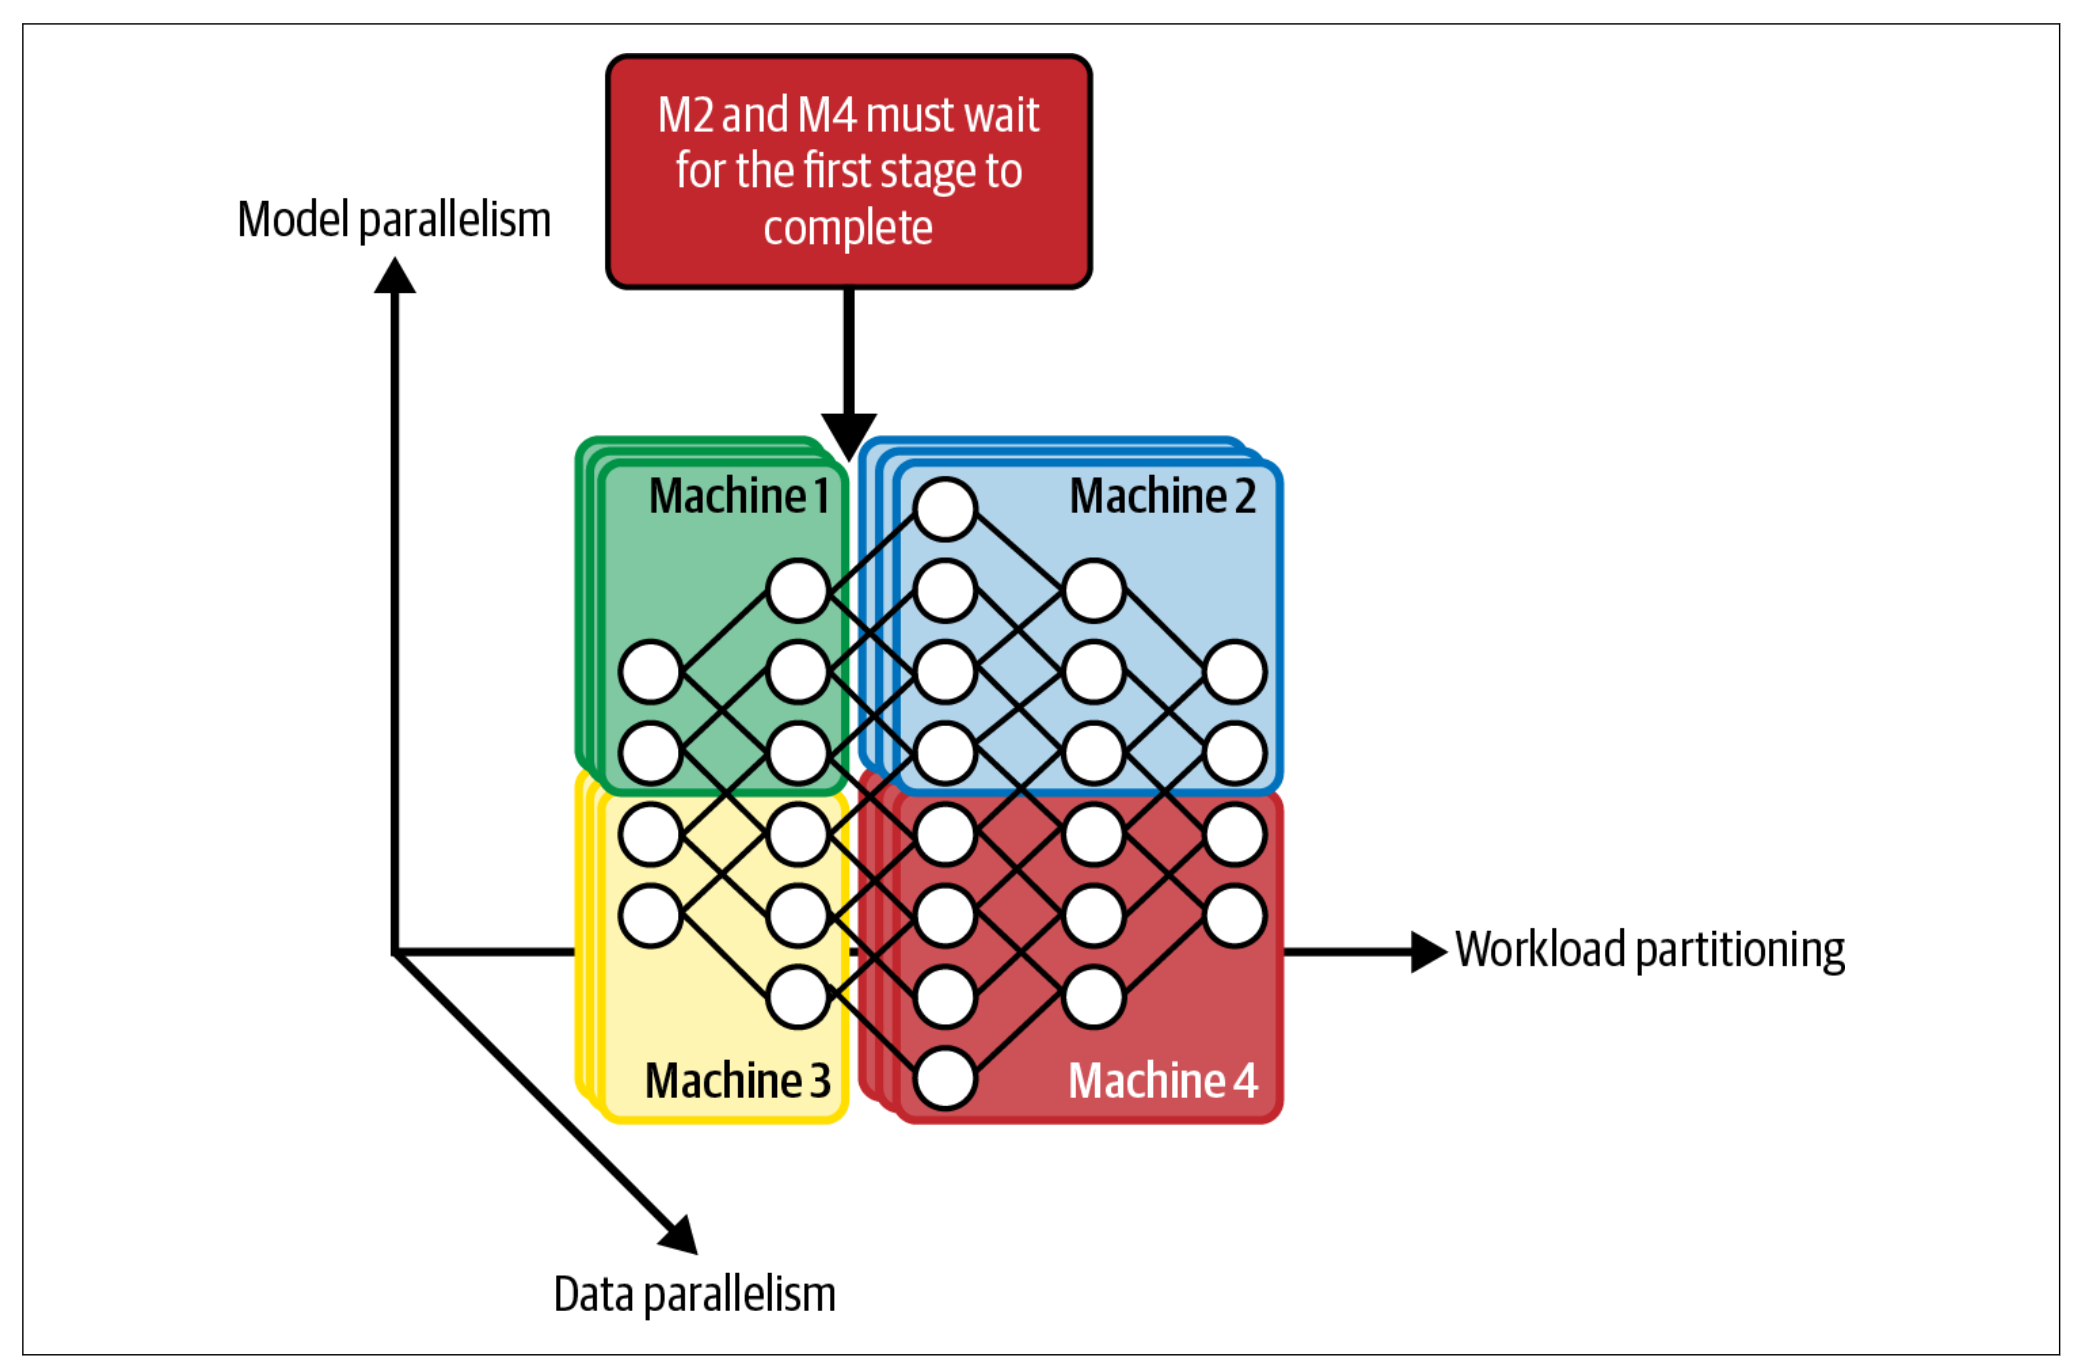 M2 and M4 must wait
for the first stage to
complete
Model parallelism
Machine 1
Machine 2
Workload partitioning
Machine 3
Machine 4
Data parallelism